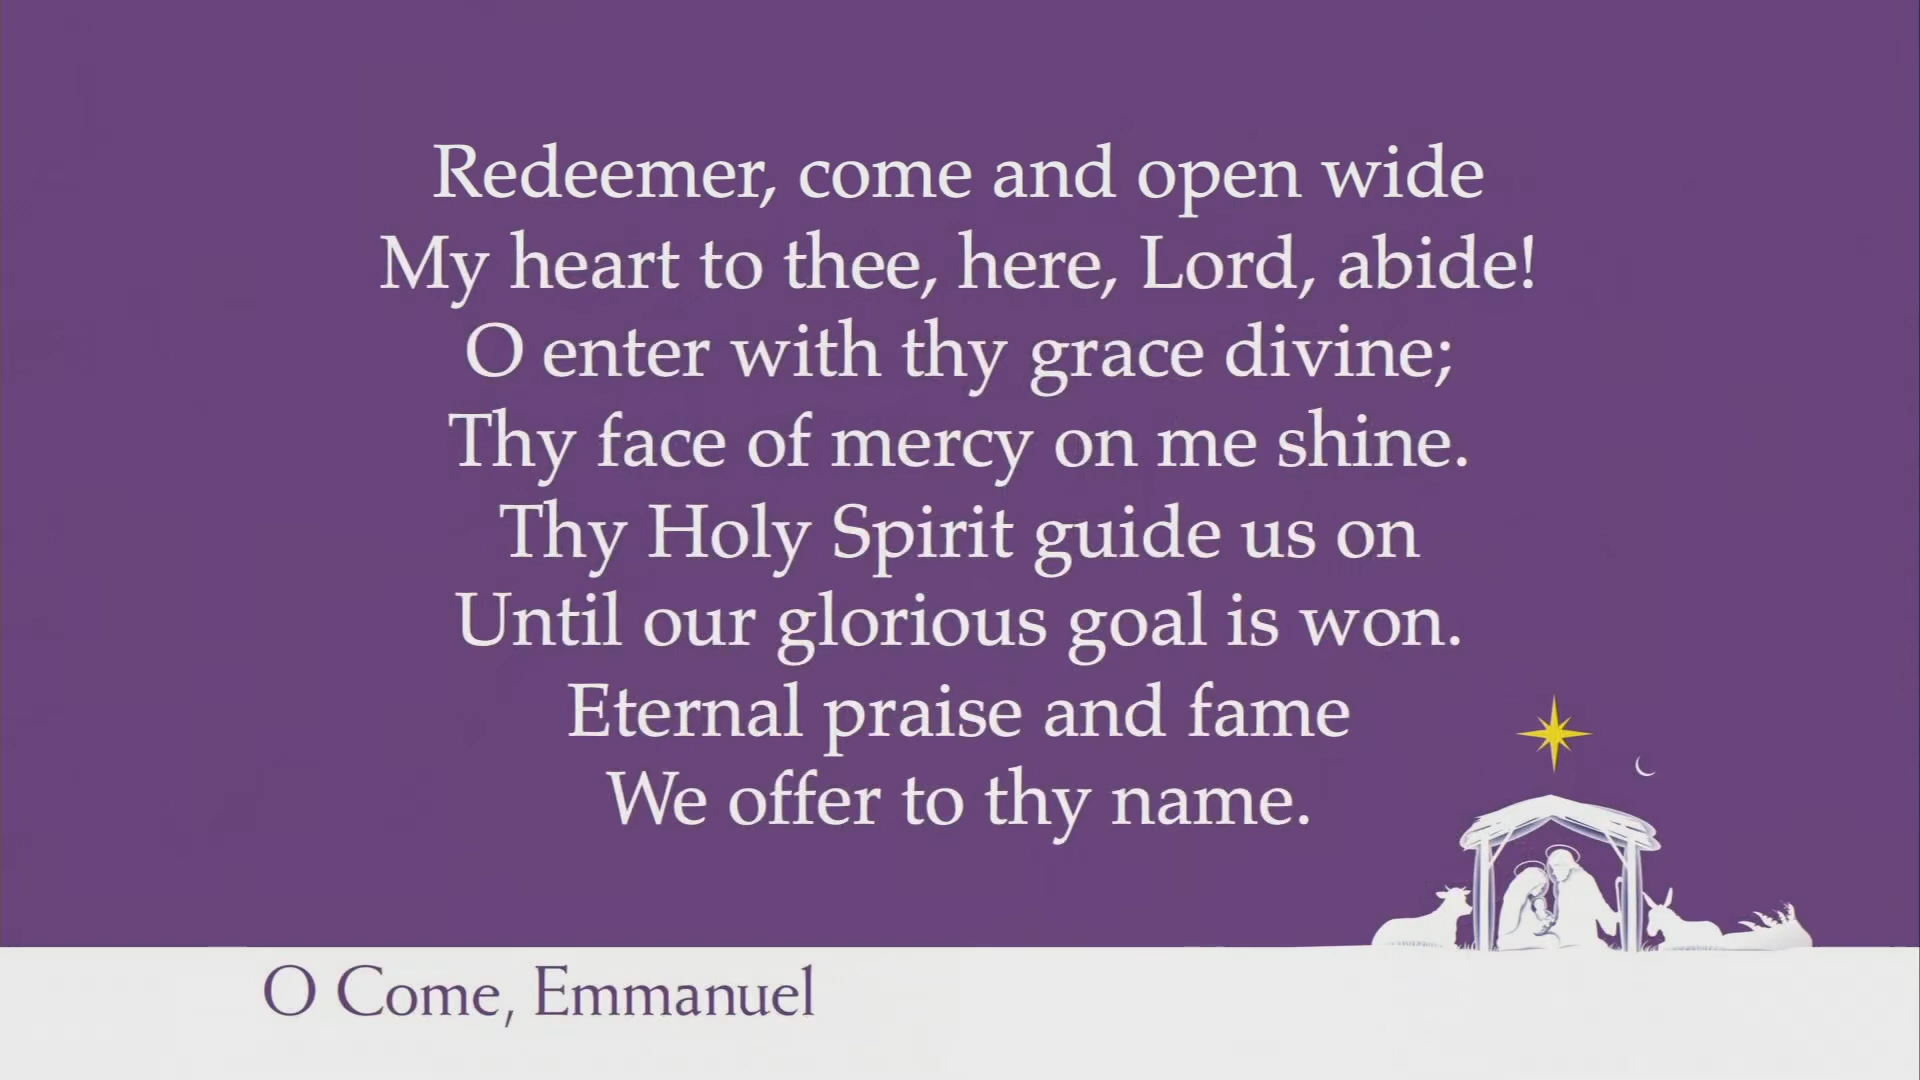 Redeemer, come and open wide
My heart to thee, here, Lord, abide!
O enter with thy grace divine;
Thy face of mercy on me shine.
Thy Holy Spirit guide us on
Until our glorious goal is won.
Eternal praise and fame
We offer to thy name.
O Come, Emmanuel